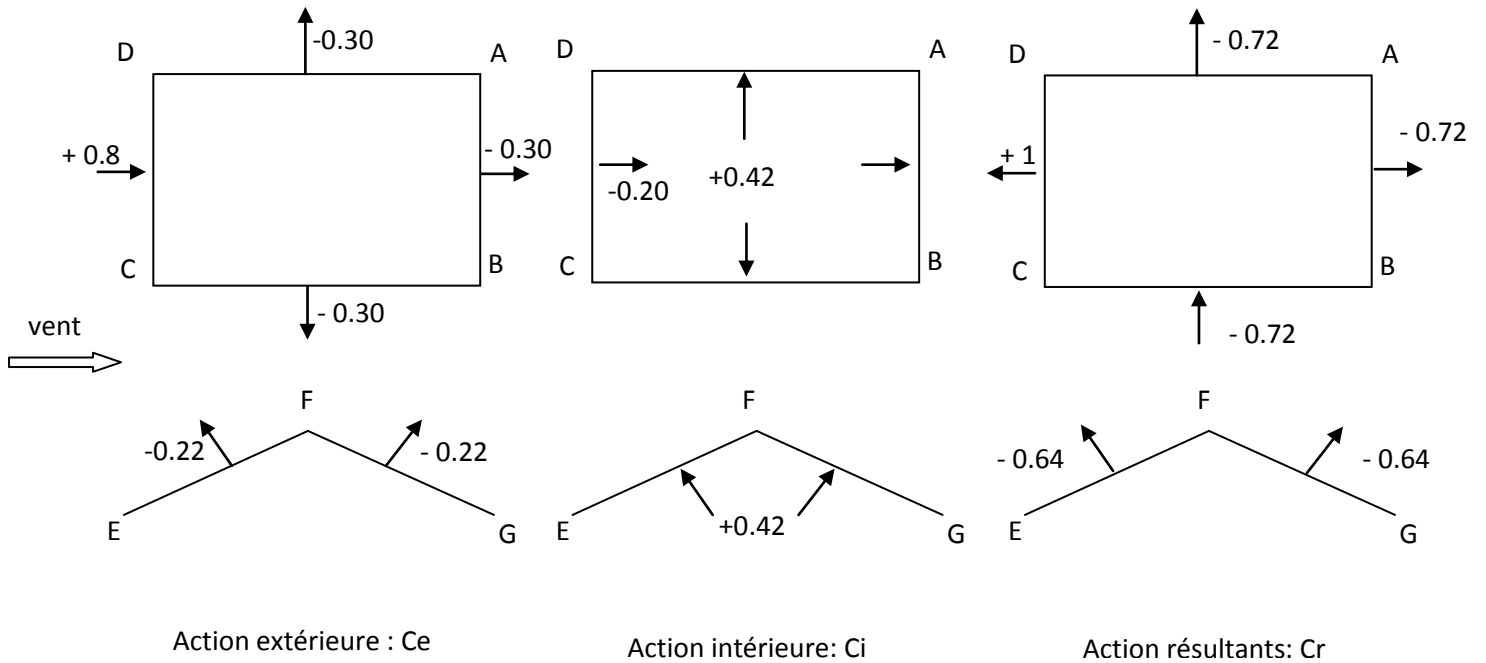 -0.30
D
A
+ 0.8
- 0.30
C
B
- 0.30
D
A
-0.20
+0.42
C
B
- 0.72
D
A
- 0.72
+ 1
C
B
- 0.72
vent
F
-0.22
- 0.22
E
G
F
+0.42
E
G
F
- 0.64
- 0.64
E
G
Action extérieure : Ce
Action intérieure: Ci
Action résultants: Cr